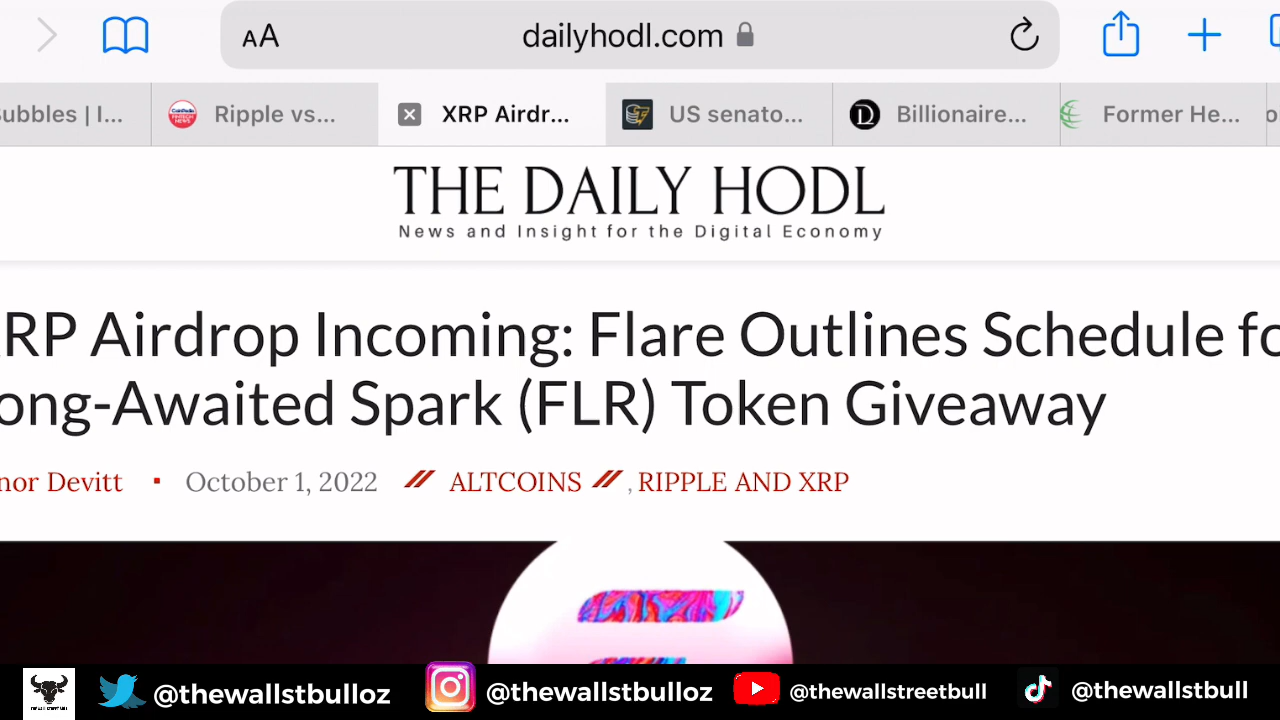 AA dailyhodl.com
ubbles | I... Ripple vs... XRP Airdr... US senato... Billionaire... Former He...
THE DAILY HODL
News and Insight for the Digital Economy
RP Airdrop Incoming: Flare Outlines Schedule fo
ong-Awaited Spark (FLR) Token Giveaway
nor Devitt October 1, 2022 ALTCOINS , RIPPLE AND XRP
@thewallstbulloz @thewallstbulloz @thewallstreetbull @thewallstbull